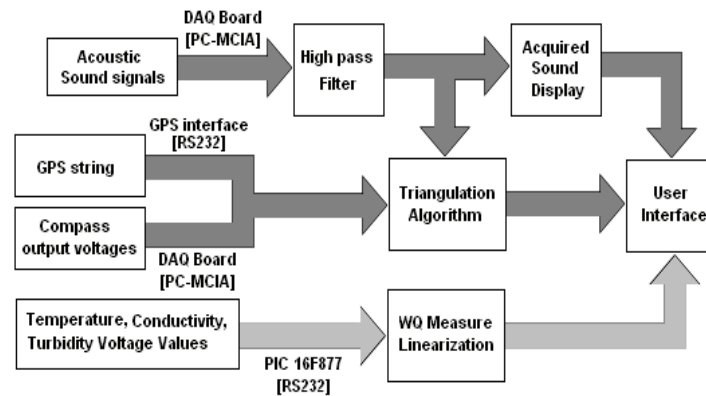 DAQ Board
[PC-MCIA]
Acoustic
Sound signals
High pass
Filter
Acquired
Sound
Display
GPS interface
[RS232]
GPS string
Compass
output voltages
DAQ Board
[PC-MCIA]
Triangulation
Algorithm
User
Interface
Temperature, Conductivity,
Turbidity Voltage Values
PIC 16F877
[RS232]
WQ Measure
Linearization